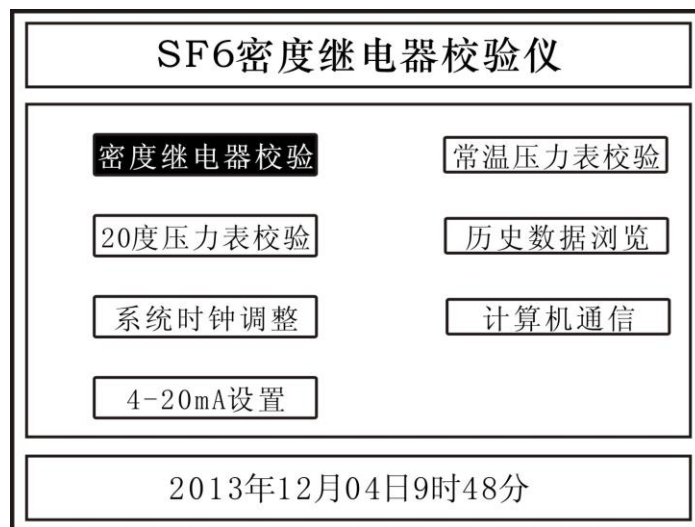 SF6密度继电器校验仪
密度继电器校验
常温压力表校验
20度压力表校验
历史数据浏览
系统时钟调整
计算机通信
4-20mA设置
2013年12月04日9时48分